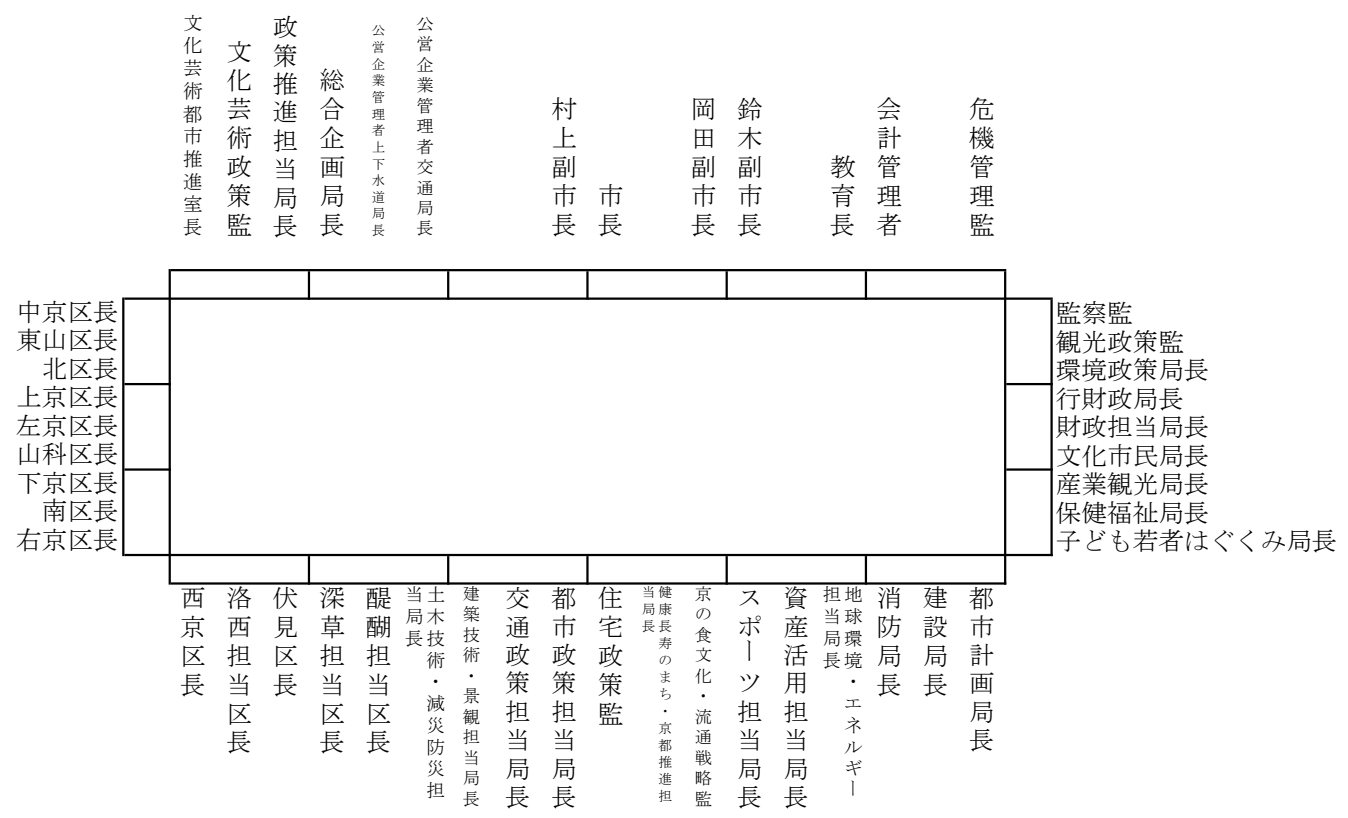 文化芸術都市推進室長
文化芸術政策監
政策推進担当局長
総合企画局長
公営企業管理者上下水道局長
公営企業管理者交通局長
村上副市長
市長
岡田副市長
鈴木副市長
教育長
会計管理者
危機管理監
中京区長
東山区長
北区長
上京区長
左京区長
山科区長
下京区長
南区長
右京区長
監察監
観光政策監
環境政策局長
行財政局長
財政担当局長
文化市民局長
産業観光局長
保健福祉局長
子ども若者はぐくみ局長
西京区長
洛西担当区長
伏見区長
深草担当区長
醍醐担当区長
土木技術・減災防災担
当局長
建築技術・景観担当局長
交通政策担当局長
都市政策担当局長
住宅政策監
健康長寿のまち・京都推進担
当局長
京の食文化・流通戦略監
スポーツ担当局長
資産活用担当局長
地球環境・エネルギー
担当局長
消防局長
建設局長
都市計画局長